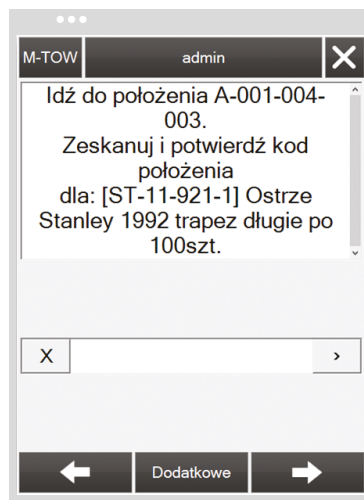 M-TOW admin X
Idź do położenia A-001-004-
003.
Zeskanuj i potwierdź kod
położenia
dla: [ST-11-921-1] Ostrze
Stanley 1992 trapez długie po
100szt.
X >
Dodatkowe